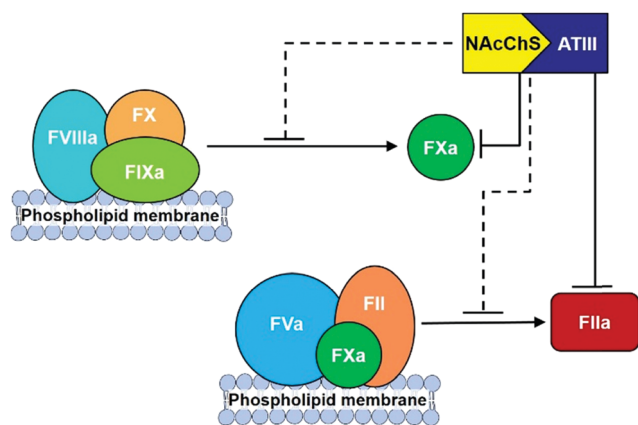 NAcChS
ATIII
FVIIIa
FX
FIXa
FXa
Phospholipid membrane
FVa
FII
FXa
FIIa
Phospholipid membrane